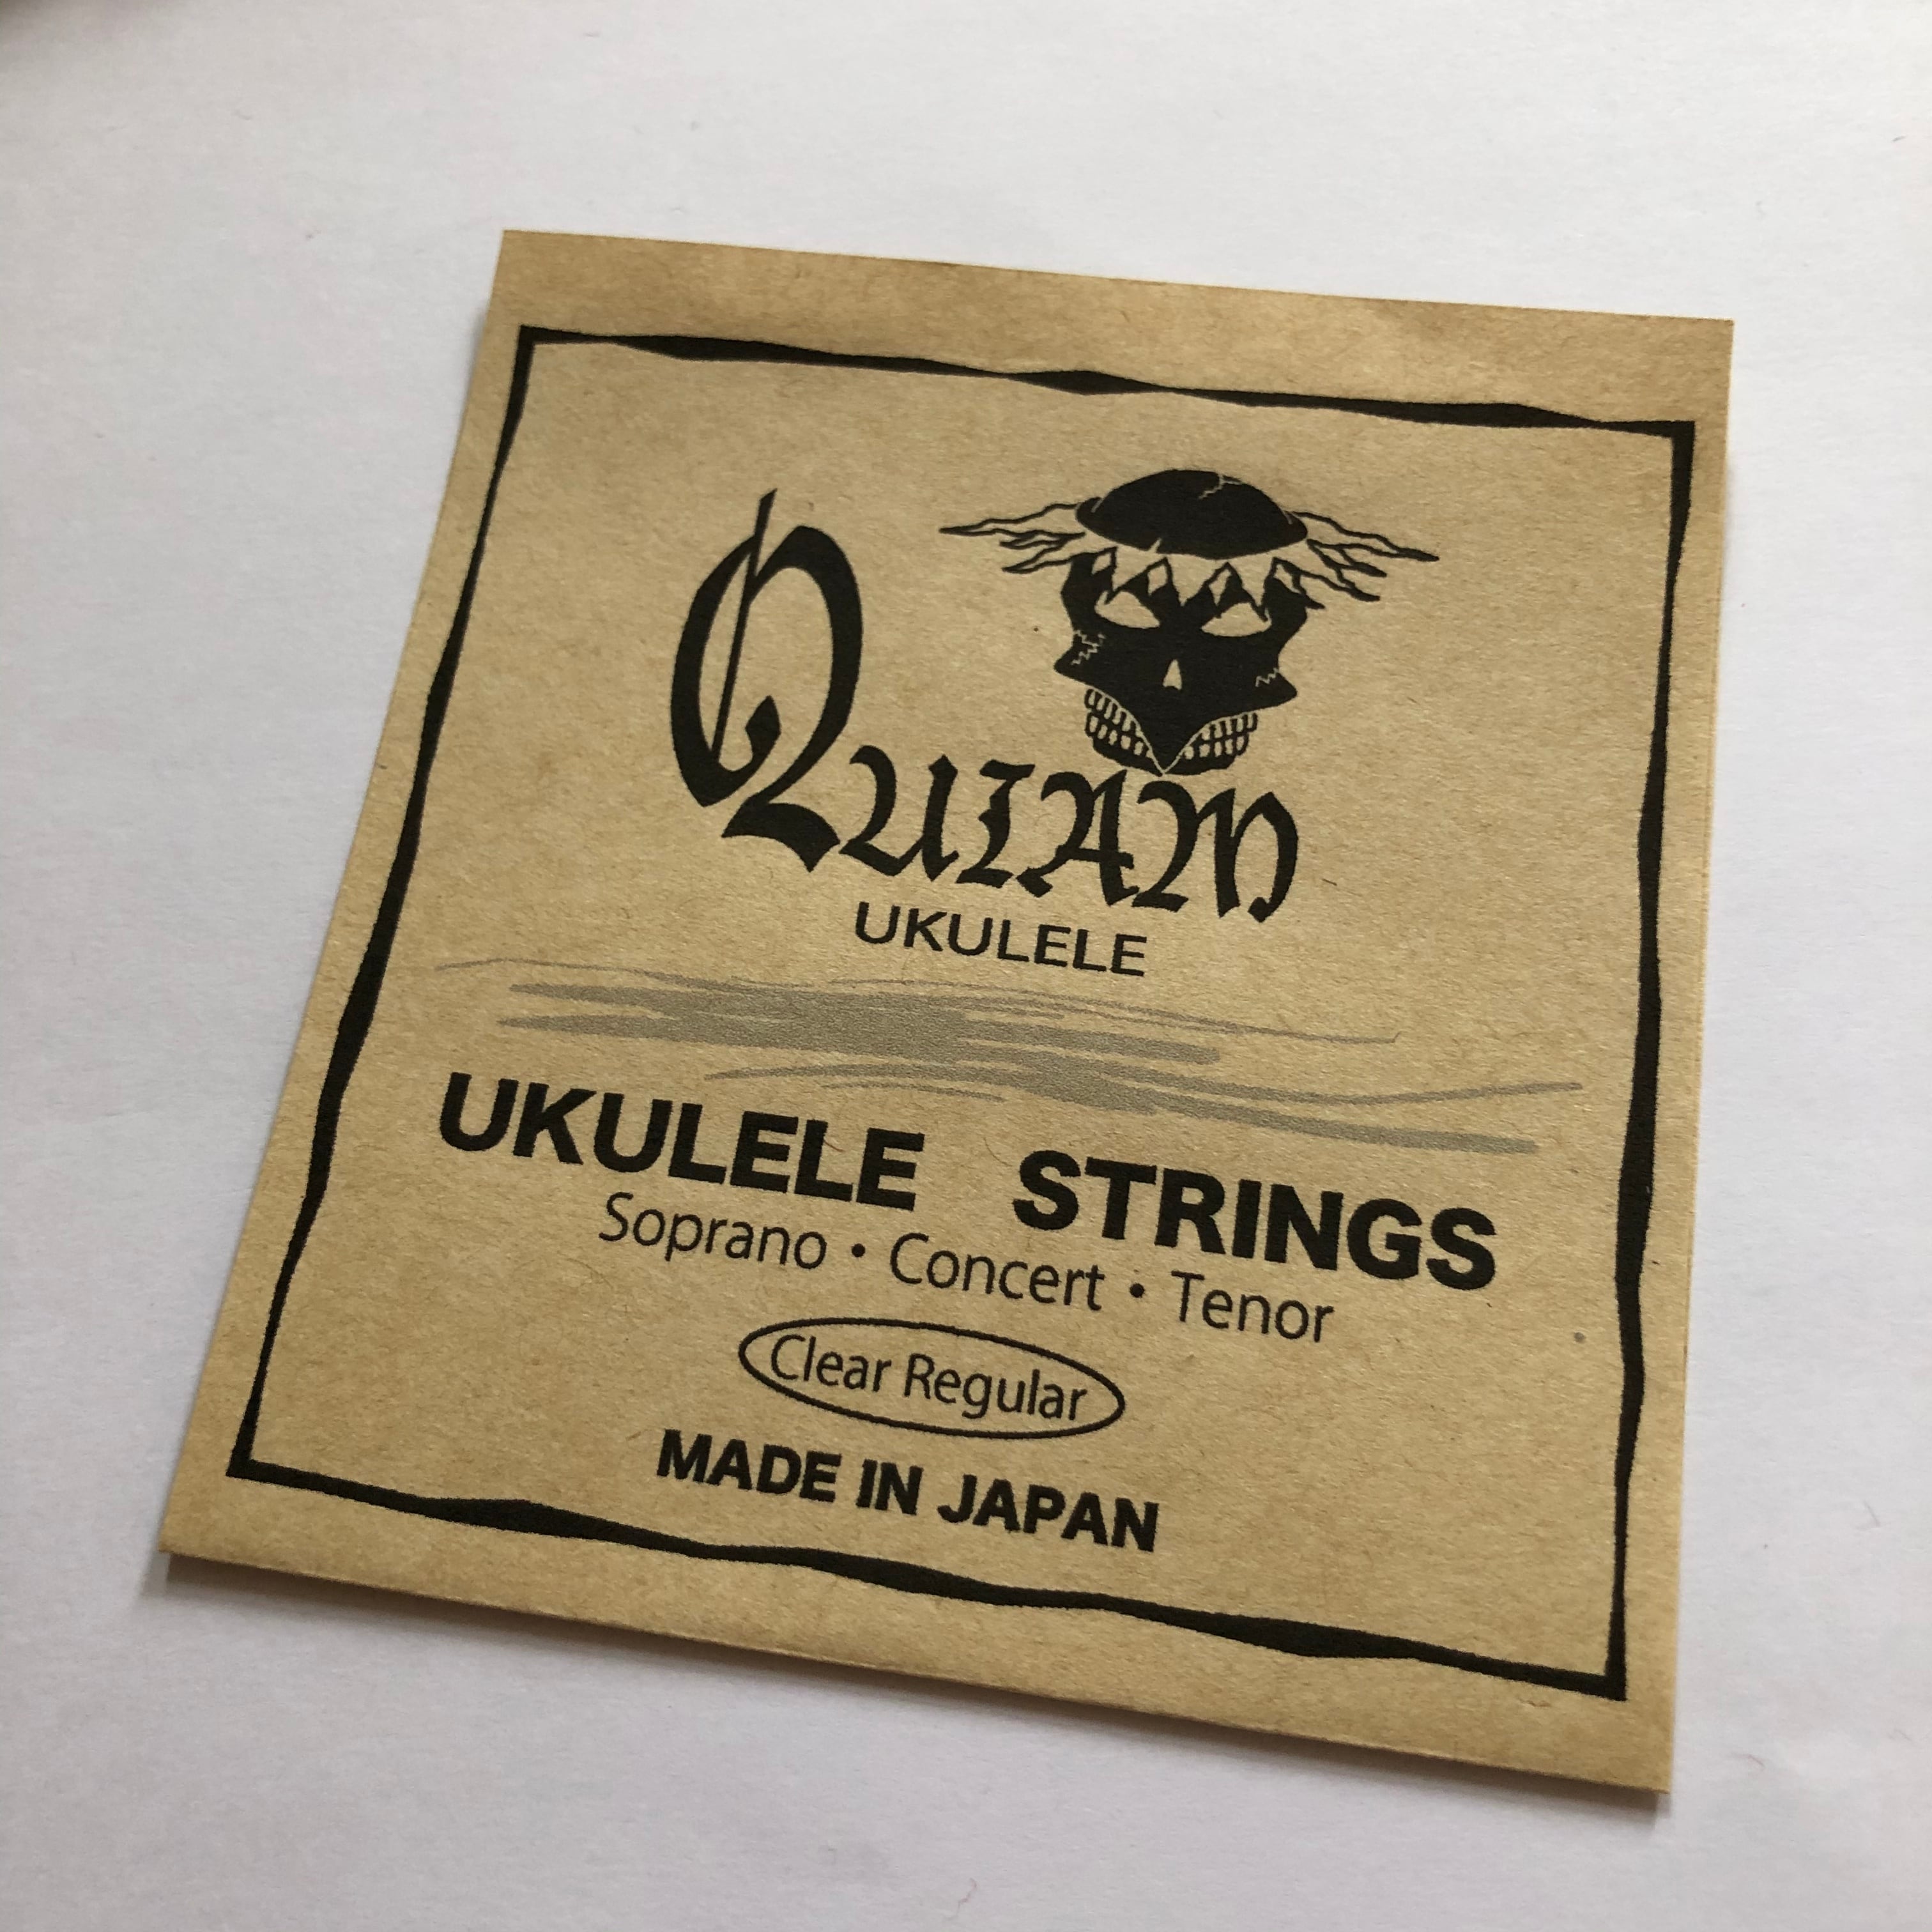 QUIAM
UKULELE
UKULELE STRINGS
Soprano・Concert・Tenor
Clear Regular
MADE IN JAPAN